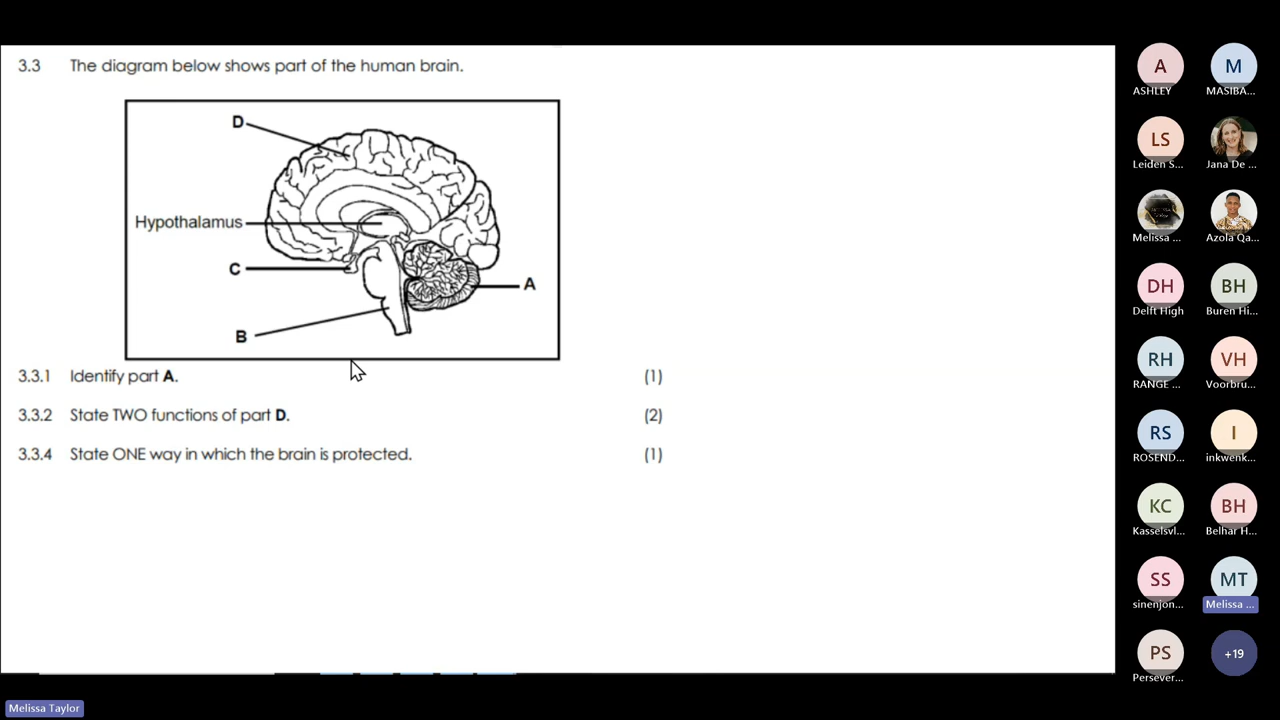 3.3 The diagram below shows part of the human brain.
D
Hypothalamus
C
A
B
3.3.1 Identify part A. (1)
3.3.2 State TWO functions of part D. (2)
3.3.4 State ONE way in which the brain is protected. (1)
A M
ASHLEY MASIBA...
LS
Leiden S... Jana De ...
Melissa ... Azola Qa...
DH BH
Delft High Buren Hi...
RH VH
RANGE ... Voorbru...
RS I
ROSEND... inkwenk...
KC BH
Kasselsvl... Belhar H...
SS MT
sinenjon... Melissa ...
PS +19
Persever...
Melissa Taylor